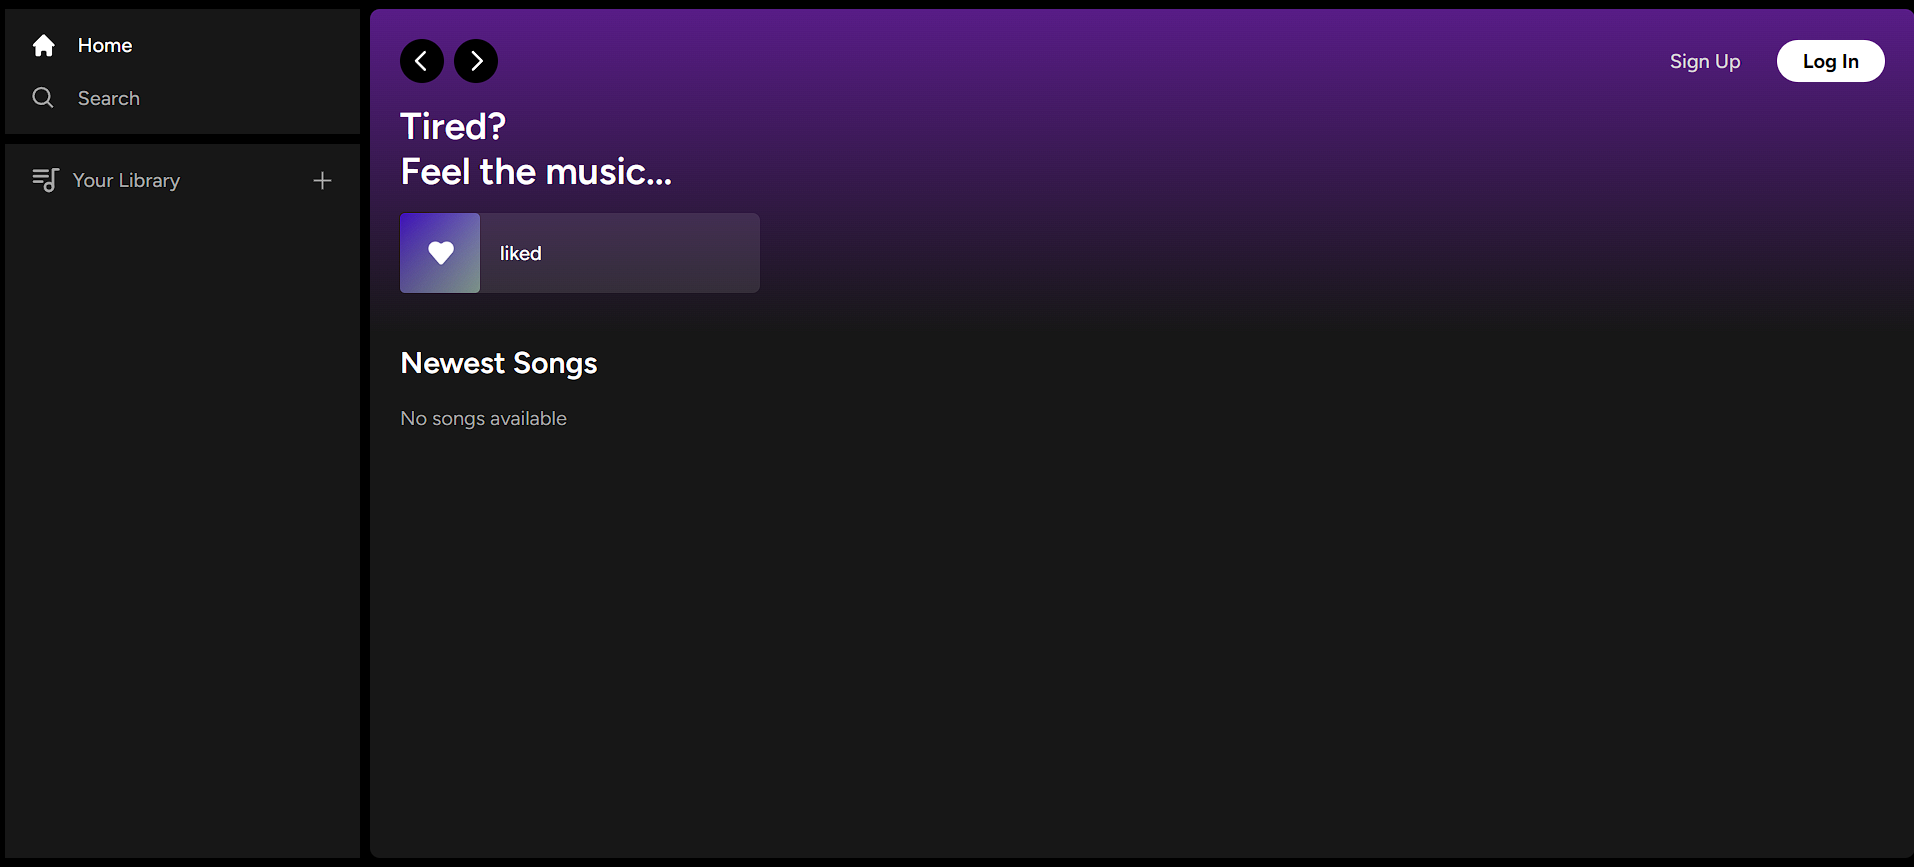 Home
Search
Your Library
Sign Up
Log In
Tired?
Feel the music...
liked
Newest Songs
No songs available